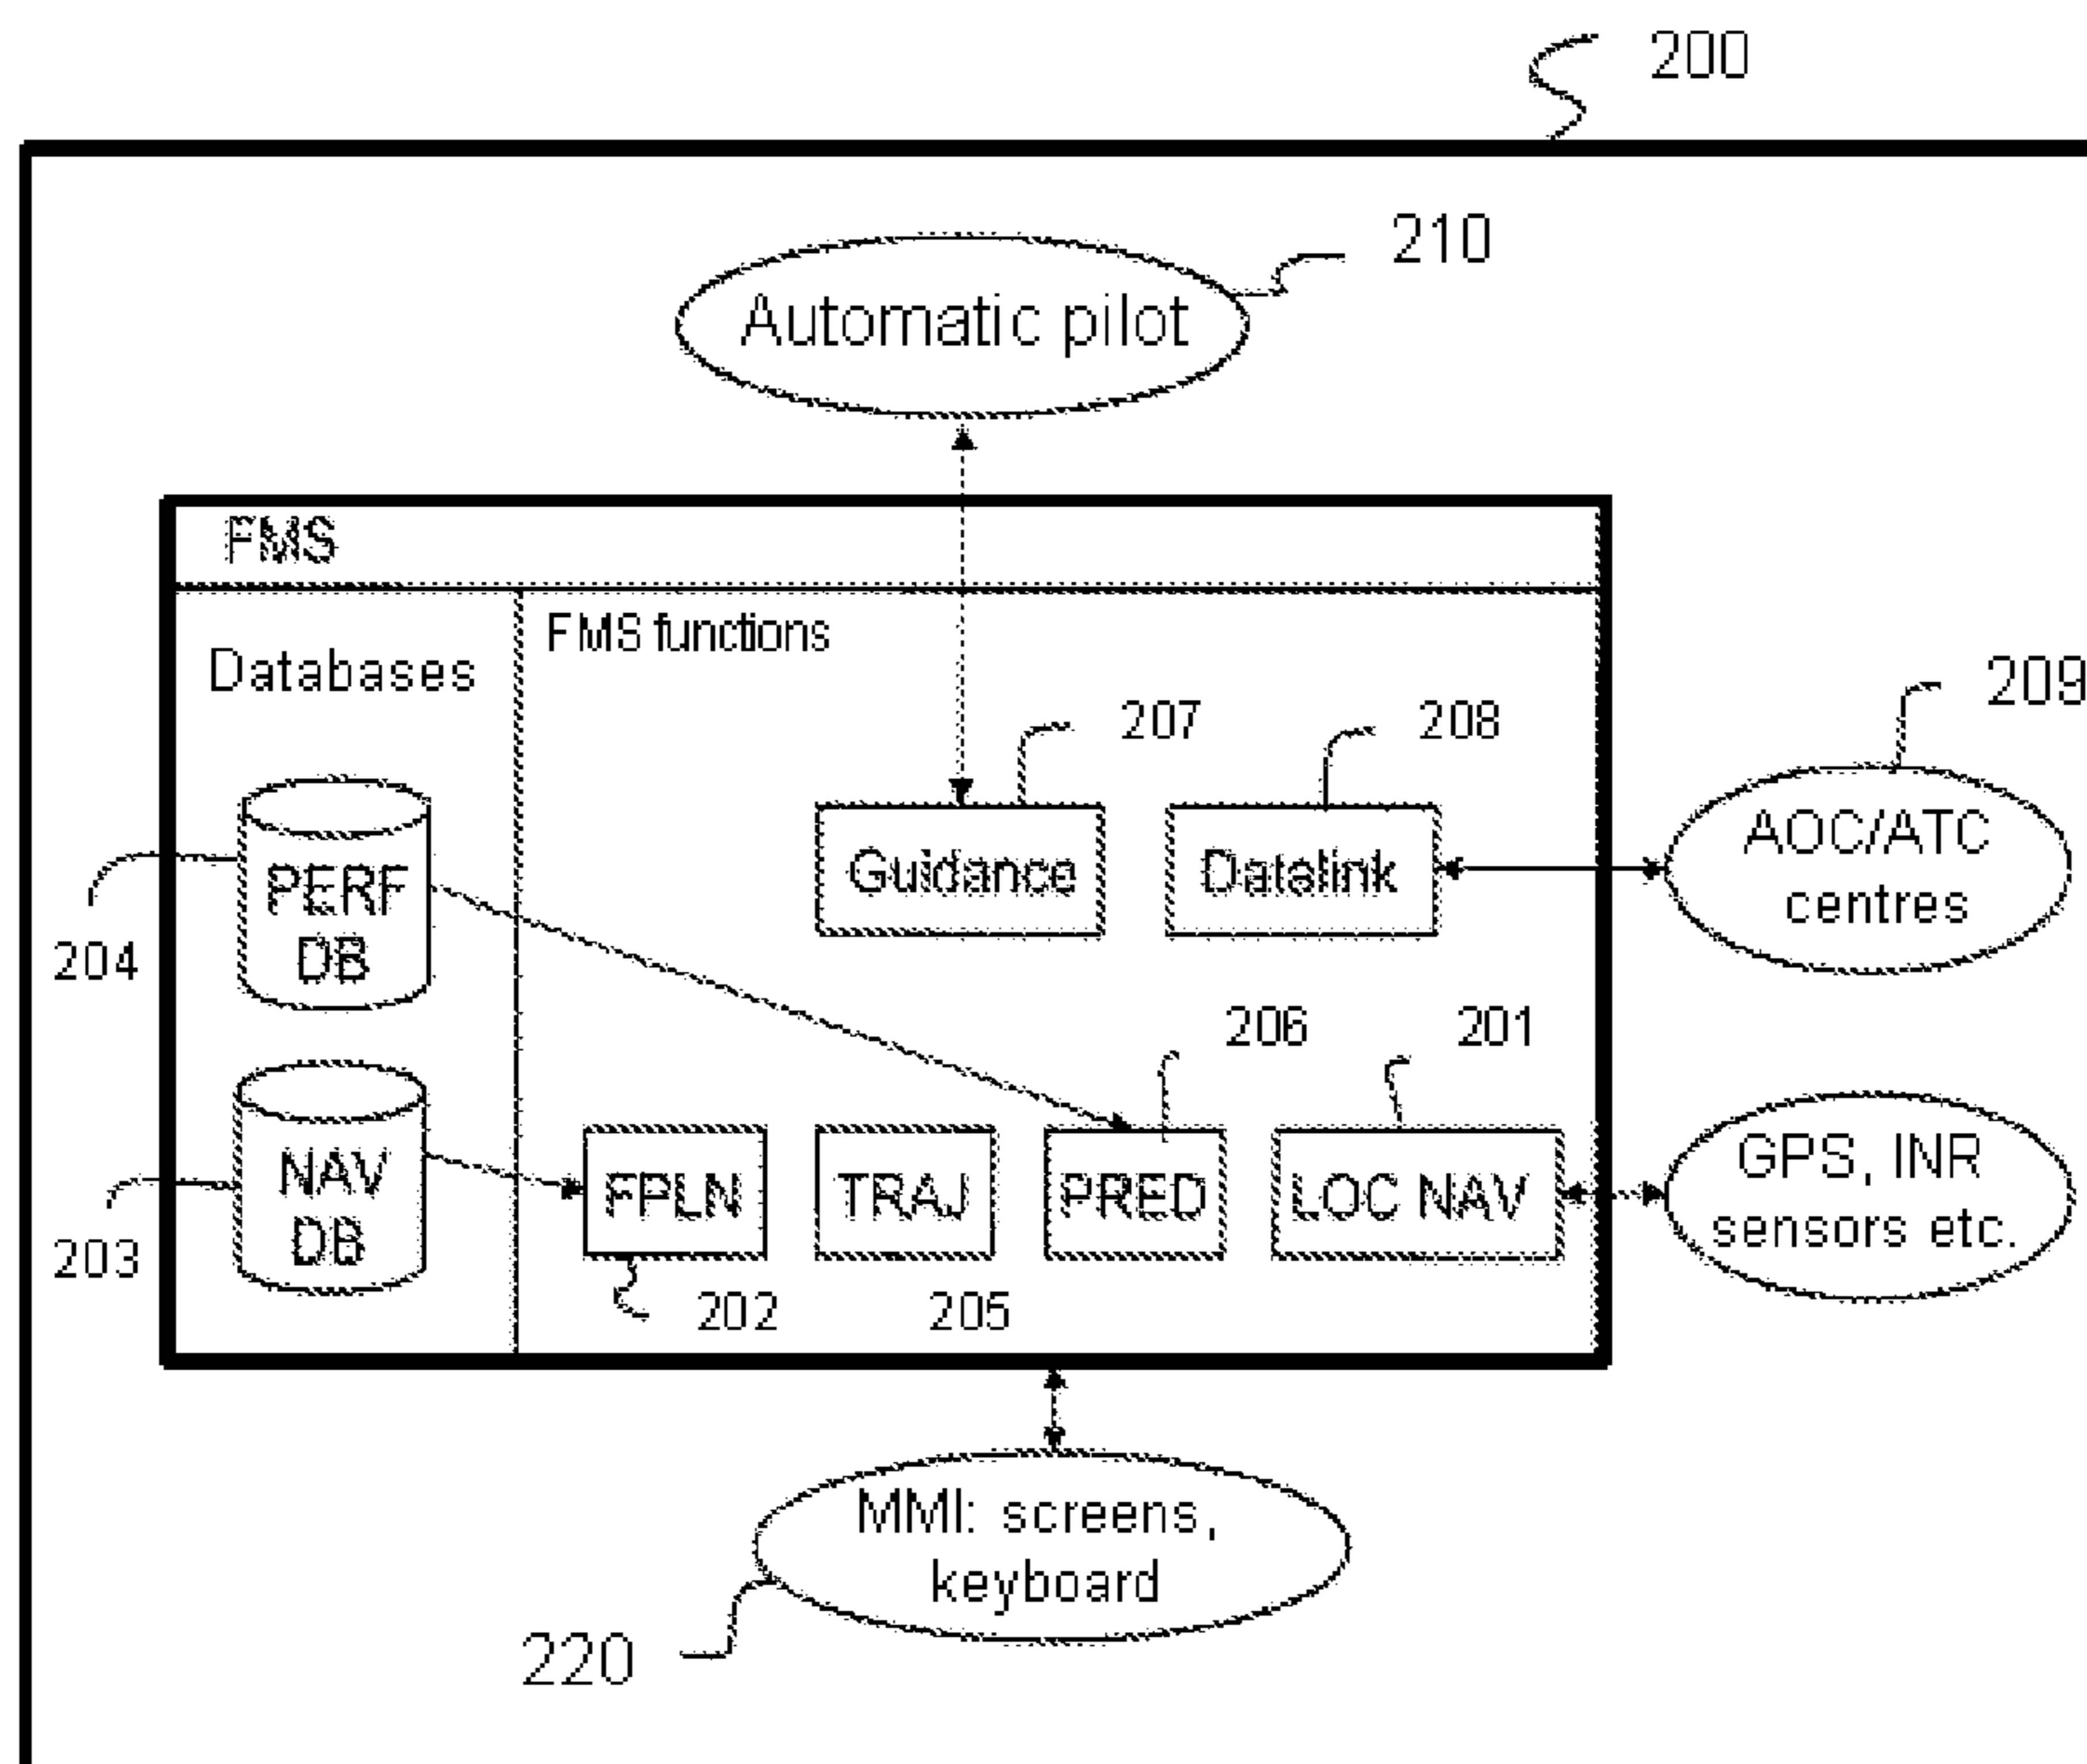 200
210
Automatic pilot
FMS
FMS functions
Databases
209
207
208
AOC/ATC
centres
Guidance
Datalink
PERF
DB
204
206
201
GPS, INR
sensors etc.
NAV
DB
FPLN
TRAJ
PRED
LOC NAV
203
202
205
MMI: screens,
keyboard
220